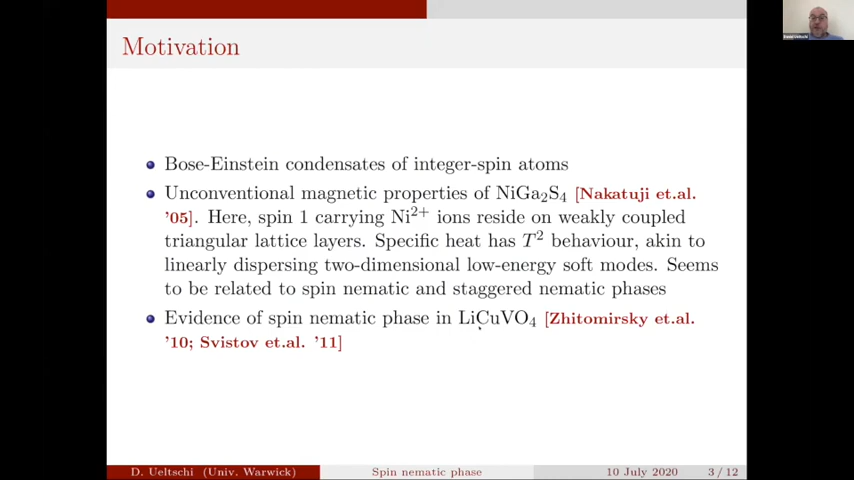 Motivation
Bose-Einstein condensates of integer-spin atoms
Unconventional magnetic properties of NiGa₂S₄ [Nakatuji et.al.
'05]. Here, spin 1 carrying Ni²⁺ ions reside on weakly coupled
triangular lattice layers. Specific heat has T² behaviour, akin to
linearly dispersing two-dimensional low-energy soft modes. Seems
to be related to spin nematic and staggered nematic phases
Evidence of spin nematic phase in LiCuVO₄ [Zhitomirsky et.al.
'10; Svistov et.al. '11]
D. Ueltschi (Univ. Warwick)
Spin nematic phase
10 July 2020
3 / 12
Daniel Ueltschi